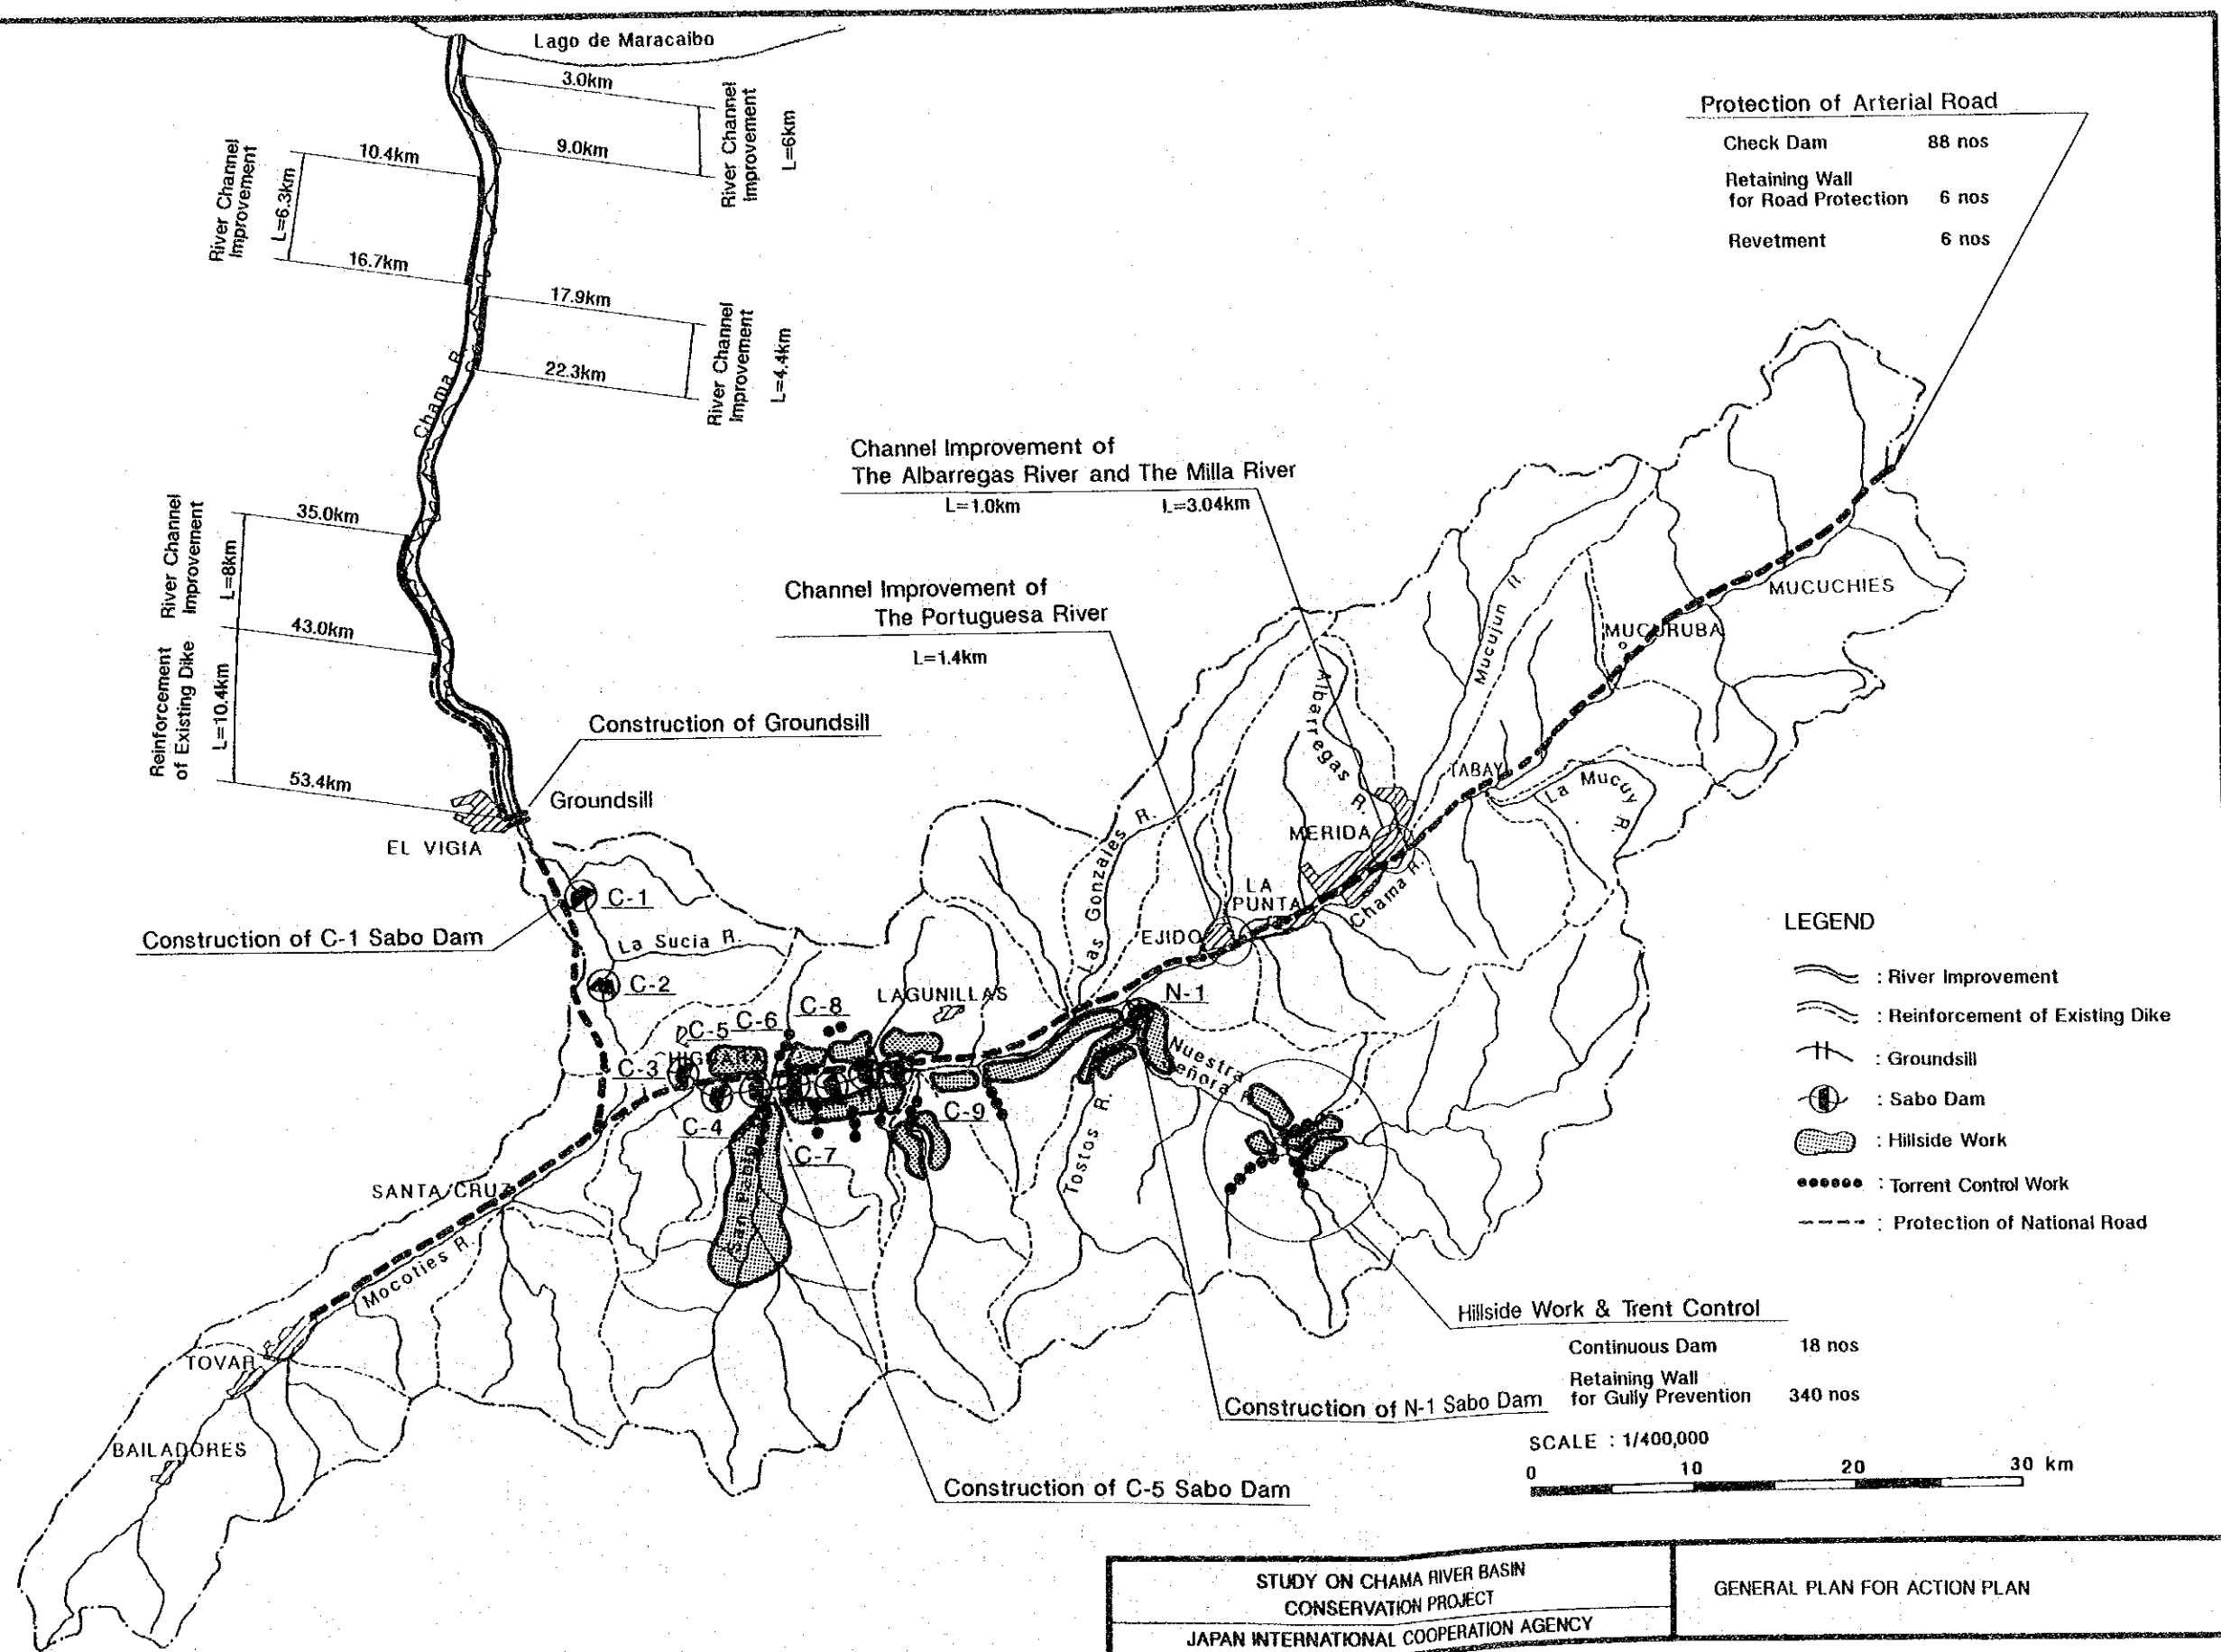 Lago de Maracaibo
3.0km
9.0km
River Channel
Improvement
L=6km
10.4km
16.7km
River Channel
Improvement
L=6.3km
17.9km
22.3km
River Channel
Improvement
L=4.4km
Chama R.
35.0km
43.0km
53.4km
River Channel
Improvement
L=8km
Reinforcement
of Existing Dike
L=10.4km
Protection of Arterial Road
Check Dam 88 nos
Retaining Wall
for Road Protection 6 nos
Revetment 6 nos
Channel Improvement of
The Albarregas River and The Milla River
L=1.0km L=3.04km
Channel Improvement of
The Portuguesa River
L=1.4km
Construction of Groundsill
Groundsill
EL VIGIA
C-1
Construction of C-1 Sabo Dam
La Sucia R.
C-2
C-3
C-4
C-5
C-6
C-7
C-8
C-9
CHIGUARA
LAGUNILLAS
San Pablo
Las Gonzales R.
Albarregas R.
Mucujun R.
MUCUCHIES
MUCURUBA
TABAY
La Mucuy R.
MERIDA
LA
PUNTA
Chama R.
EJIDO
N-1
Nuestra
Señora R.
Tostos R.
SANTA CRUZ
Mocoties R.
TOVAR
BAILADORES
LEGEND
: River Improvement
: Reinforcement of Existing Dike
: Groundsill
: Sabo Dam
: Hillside Work
: Torrent Control Work
: Protection of National Road
Hillside Work & Trent Control
Continuous Dam 18 nos
Retaining Wall
for Gully Prevention 340 nos
Construction of N-1 Sabo Dam
Construction of C-5 Sabo Dam
SCALE : 1/400,000
0 10 20 30 km
STUDY ON CHAMA RIVER BASIN
CONSERVATION PROJECT
JAPAN INTERNATIONAL COOPERATION AGENCY
GENERAL PLAN FOR ACTION PLAN